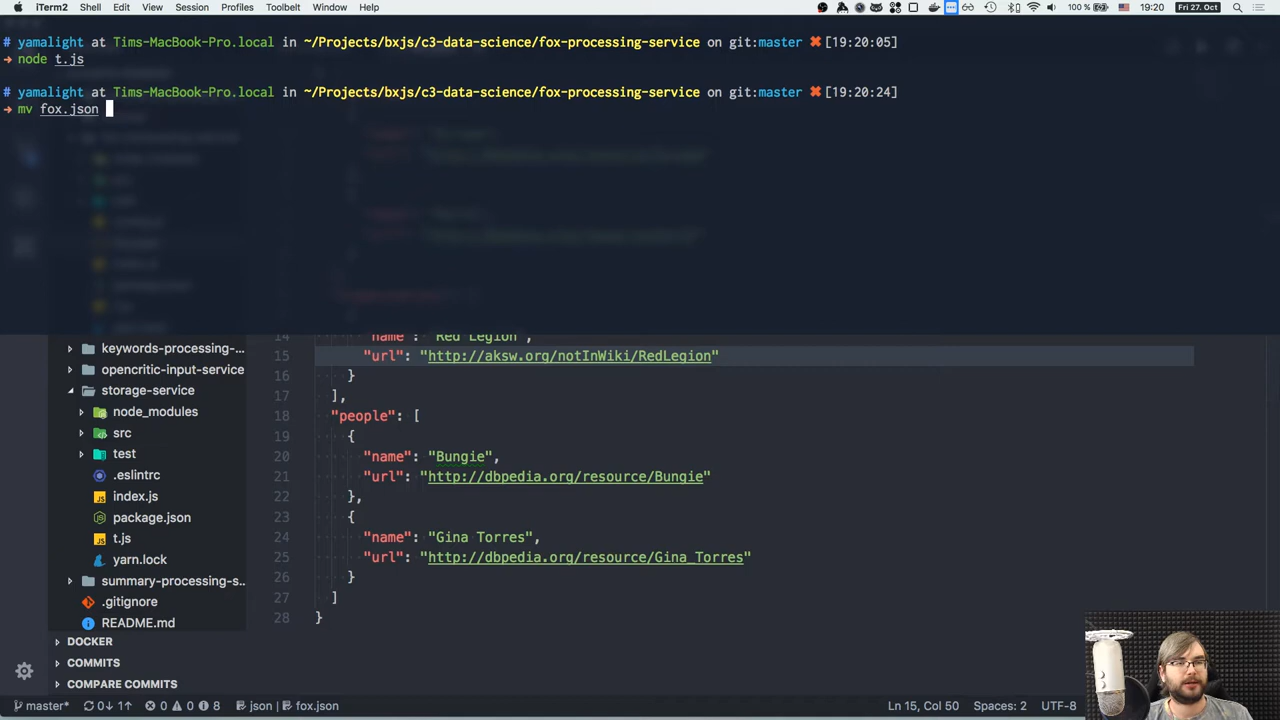 iTerm2 Shell Edit View Session Profiles Toolbelt Window Help 100 % 19:20 Fri 27. Oct
# yamalight at Tims-MacBook-Pro.local in ~/Projects/bxjs/c3-data-science/fox-processing-service on git:master ✖ [19:20:05]
→ node t.js
# yamalight at Tims-MacBook-Pro.local in ~/Projects/bxjs/c3-data-science/fox-processing-service on git:master ✖ [19:20:24]
→ mv fox.json
14 "name": "Red Legion",
keywords-processing-...
15 "url": "http://aksw.org/notInWiki/RedLegion"
opencritic-input-service
16 }
storage-service
17 ],
node_modules
18 "people": [
src
19 {
test
20 "name": "Bungie",
.eslintrc
21 "url": "http://dbpedia.org/resource/Bungie"
index.js
22 },
package.json
23 {
t.js
24 "name": "Gina Torres",
yarn.lock
25 "url": "http://dbpedia.org/resource/Gina_Torres"
summary-processing-s...
26 }
.gitignore
27 ]
README.md
28 }
DOCKER
COMMITS
COMPARE COMMITS
master* 0↓ 1↑ 0 0 8 json fox.json Ln 15, Col 50 Spaces: 2 UTF-8